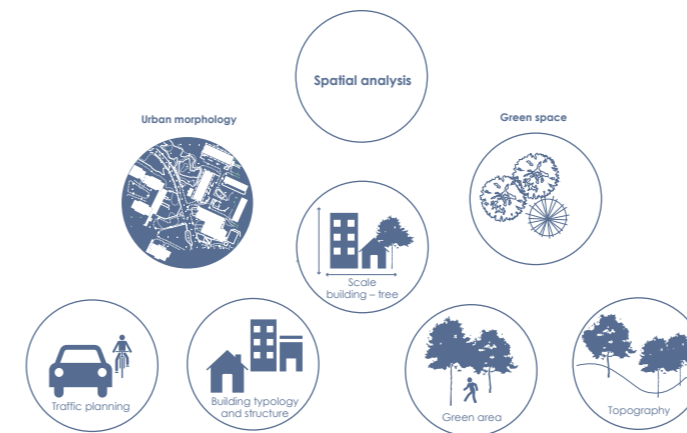 Spatial analysis
Urban morphology
Green space
Scale
building – tree
Traffic planning
Building typology
and structure
Green area
Topography